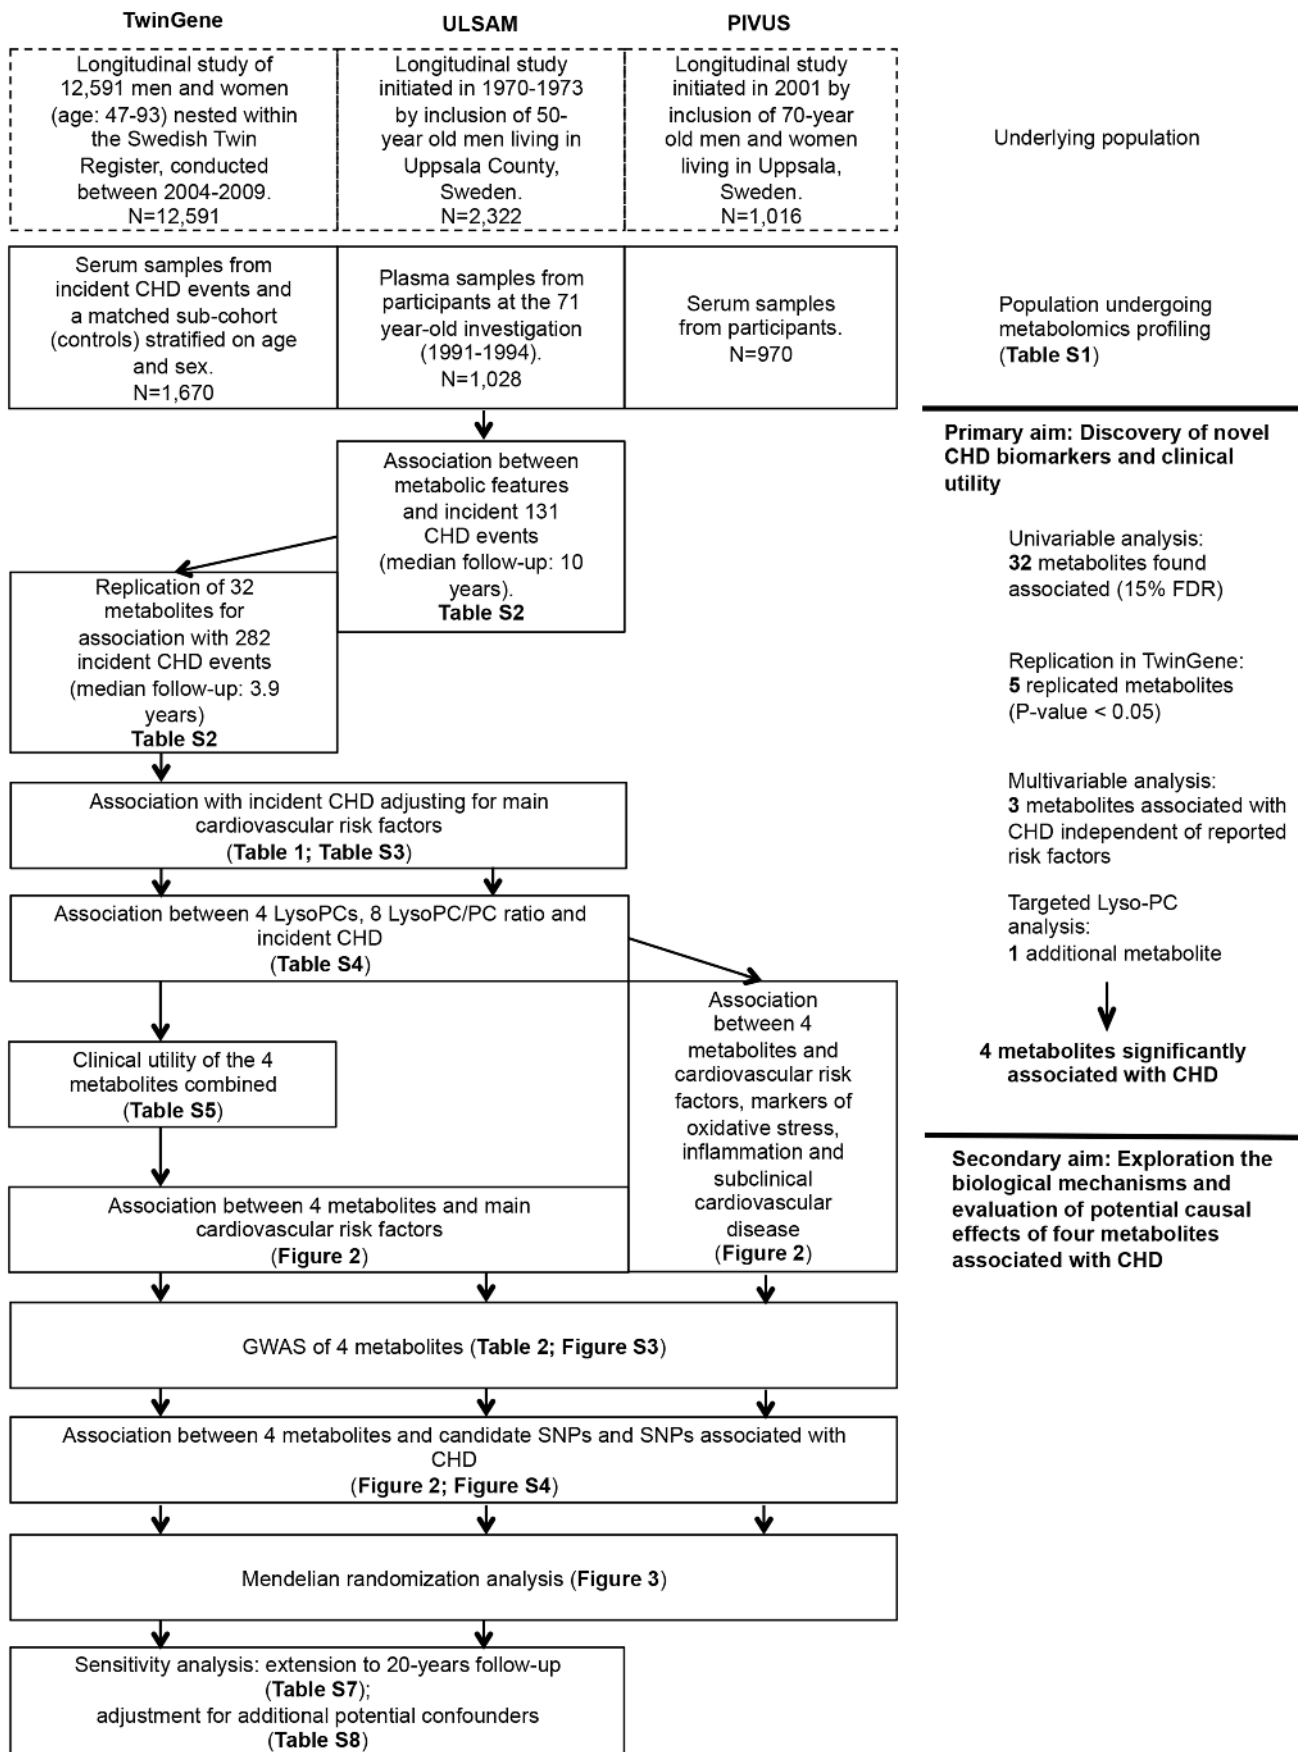 TwinGene
ULSAM
PIVUS
Longitudinal study of
12,591 men and women
(age: 47-93) nested within
the Swedish Twin
Register, conducted
between 2004-2009.
N=12,591
Longitudinal study
initiated in 1970-1973
by inclusion of 50-
year old men living in
Uppsala County,
Sweden.
N=2,322
Longitudinal study
initiated in 2001 by
inclusion of 70-year
old men and women
living in Uppsala,
Sweden.
N=1,016
Underlying population
Serum samples from
incident CHD events and
a matched sub-cohort
(controls) stratified on age
and sex.
N=1,670
Plasma samples from
participants at the 71
year-old investigation
(1991-1994).
N=1,028
Serum samples
from participants.
N=970
Population undergoing
metabolomics profiling
(Table S1)
Primary aim: Discovery of novel
CHD biomarkers and clinical
utility
Association between
metabolic features
and incident 131
CHD events
(median follow-up: 10
years).
Table S2
Univariable analysis:
32 metabolites found
associated (15% FDR)
Replication of 32
metabolites for
association with 282
incident CHD events
(median follow-up: 3.9
years)
Table S2
Replication in TwinGene:
5 replicated metabolites
(P-value < 0.05)
Association with incident CHD adjusting for main
cardiovascular risk factors
(Table 1; Table S3)
Multivariable analysis:
3 metabolites associated with
CHD independent of reported
risk factors
Association between 4 LysoPCs, 8 LysoPC/PC ratio and
incident CHD
(Table S4)
Targeted Lyso-PC
analysis:
1 additional metabolite
Clinical utility of the 4
metabolites combined
(Table S5)
Association
between 4
metabolites and
cardiovascular risk
factors, markers of
oxidative stress,
inflammation and
subclinical
cardiovascular
disease
(Figure 2)
4 metabolites significantly
associated with CHD
Association between 4 metabolites and main
cardiovascular risk factors
(Figure 2)
Secondary aim: Exploration the
biological mechanisms and
evaluation of potential causal
effects of four metabolites
associated with CHD
GWAS of 4 metabolites (Table 2; Figure S3)
Association between 4 metabolites and candidate SNPs and SNPs associated with
CHD
(Figure 2; Figure S4)
Mendelian randomization analysis (Figure 3)
Sensitivity analysis: extension to 20-years follow-up
(Table S7);
adjustment for additional potential confounders
(Table S8)